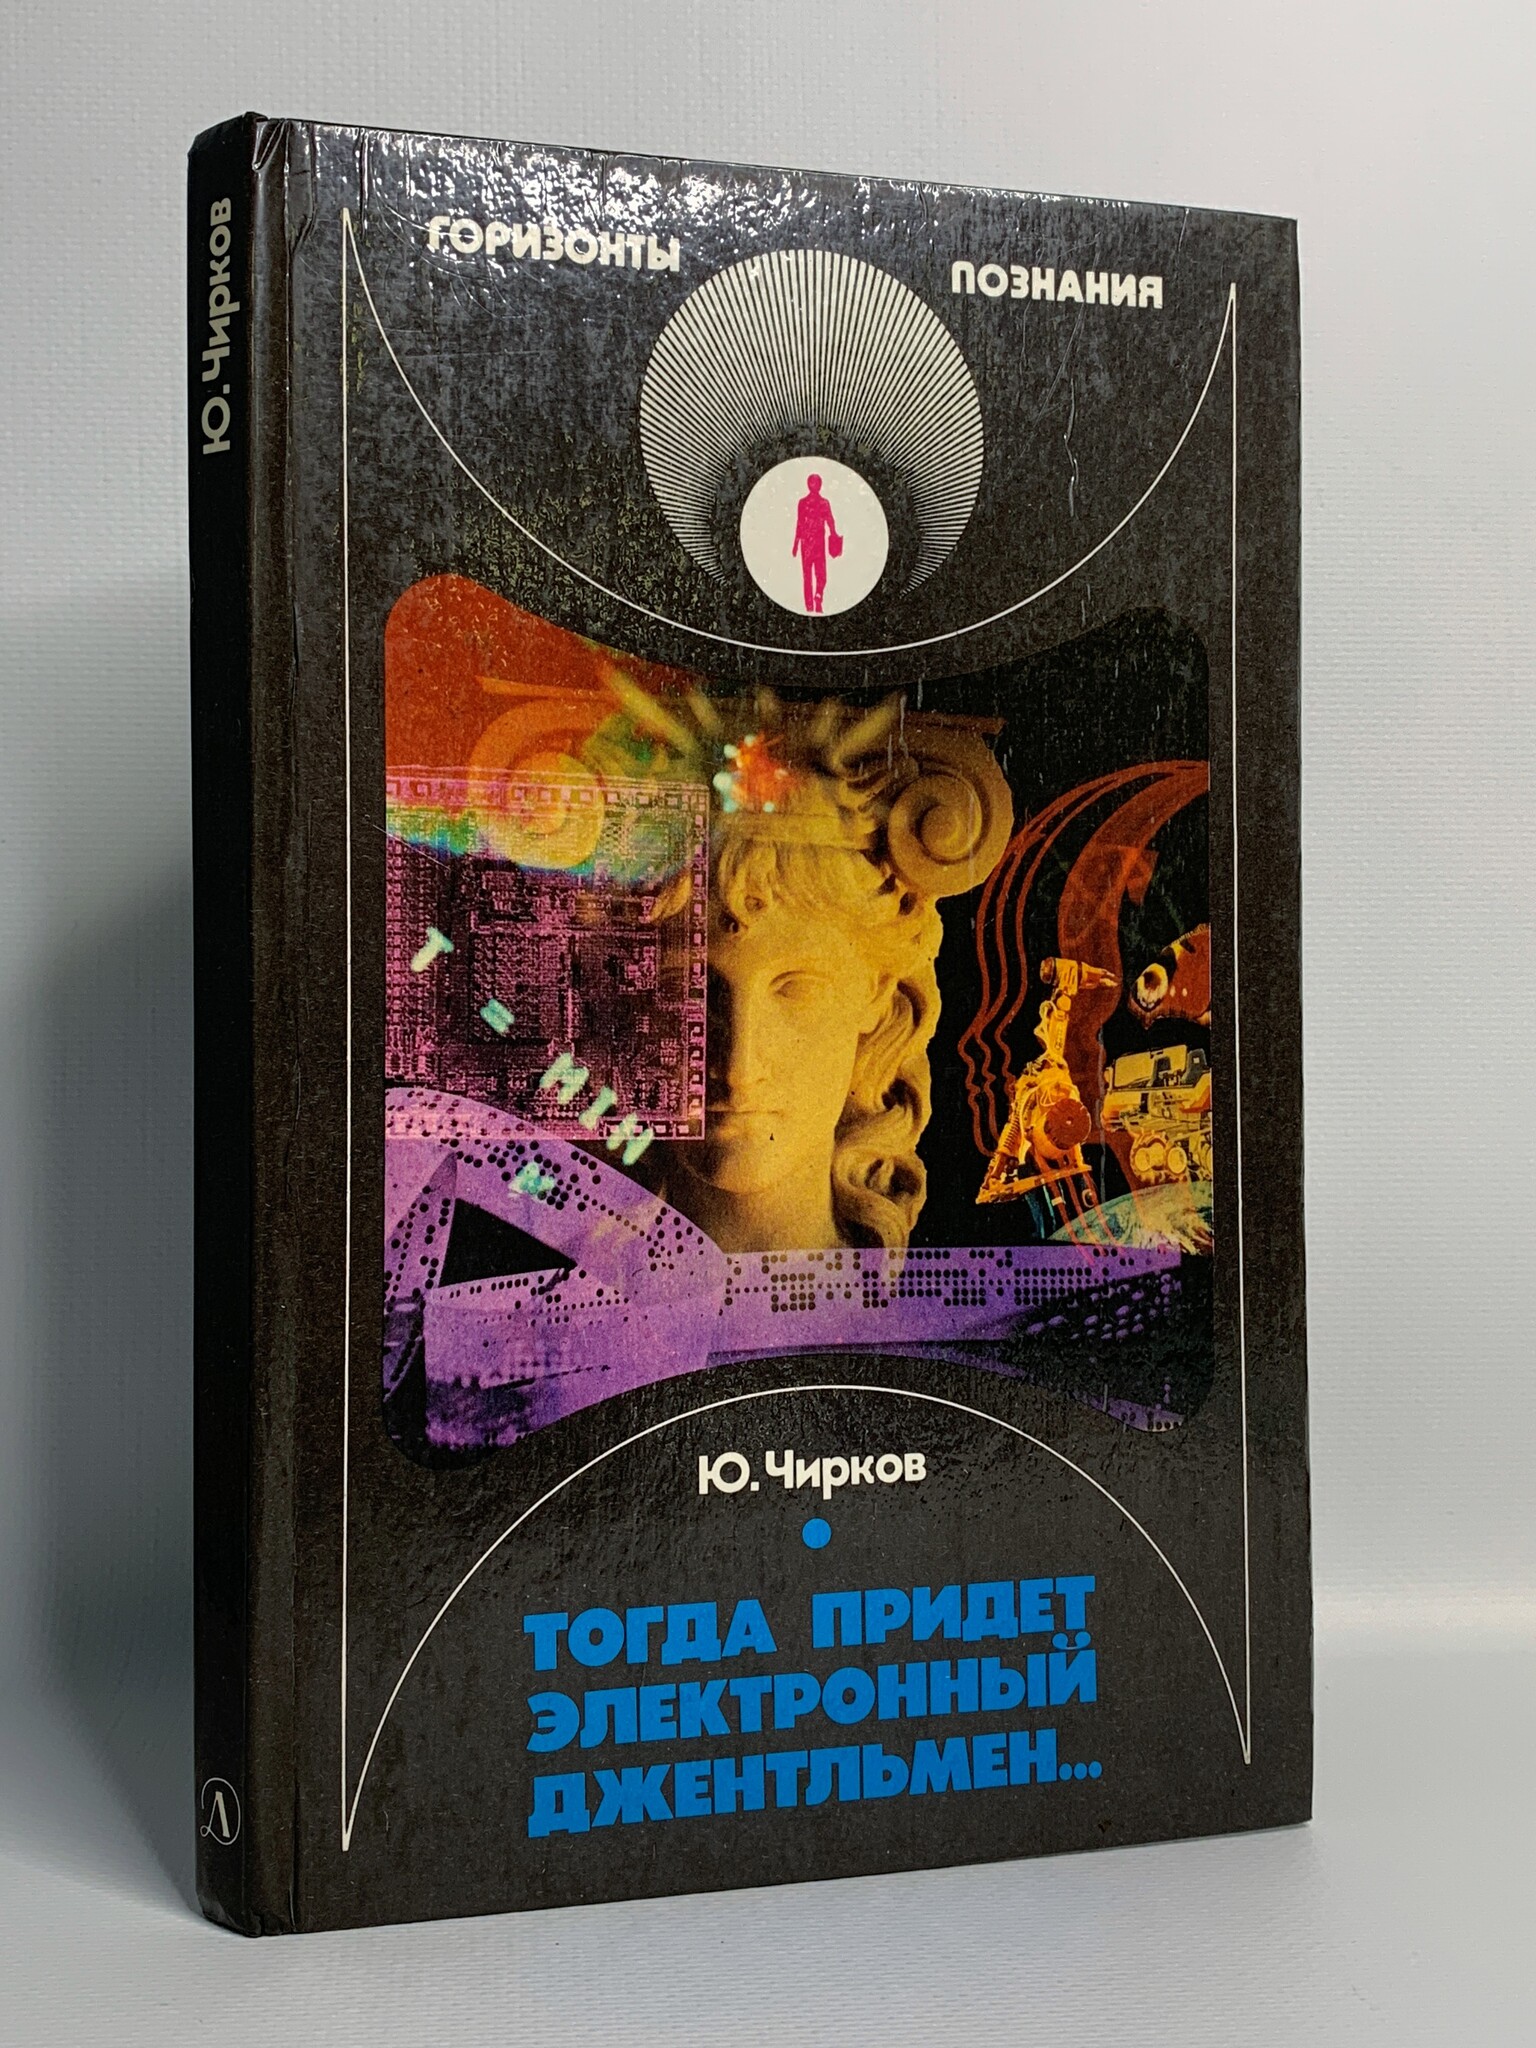 ГОРИЗОНТЫ ПОЗНАНИЯ
Ю. Чирков
ТОГДА ПРИДЕТ
ЭЛЕКТРОННЫЙ
ДЖЕНТЛЬМЕН...
Ю. Чирков